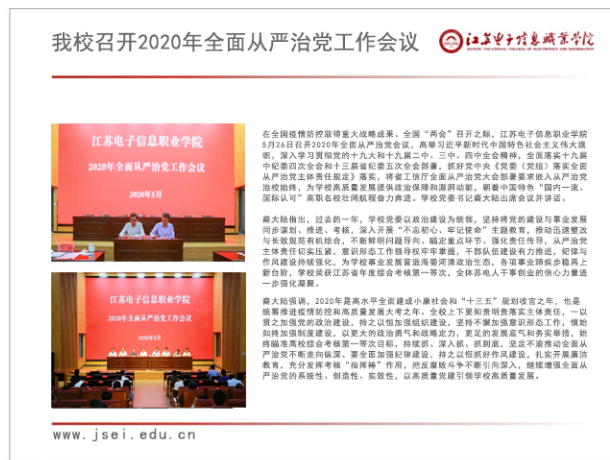 我校召开2020年全面从严治党工作会议
江苏电子信息职业学院
江苏电子信息职业学院
2020年全面从严治党工作会议
2020年5月
江苏电子信息职业学院
2020年全面从严治党工作会议
2020年5月
在全国疫情防控取得重大战略成果、全国“两会”召开之际，江苏电子信息职业学院
5月26日召开2020年全面从严治党会议，高举习近平新时代中国特色社会主义伟大旗
帜，深入学习贯彻党的十九大和十九届二中、三中、四中全会精神，全面落实十九届
中纪委四次全会和十三届省纪委五次全会部署，抓好党中央《党委（党组）落实全面
从严治党主体责任规定》落实，将省工信厅全面从严治党大会部署要求嵌入从严治党
治校始终，为学校高质量发展提供政治保障和澎湃动能，朝着中国特色“国内一流、
国际认可”高职名校壮阔航程奋力奔进。学校党委书记裔大陆出席会议并讲话。
裔大陆指出，过去的一年，学校党委以政治建设为统领，坚持将党的建设与事业发展
同步谋划、推进、考核，深入开展“不忘初心、牢记使命”主题教育，推动迅速整改
与长效规范有机结合，不断鲜明问题导向、瞄定重点环节、强化责任传导，从严治党
主体责任切实压紧，意识形态工作领导权牢牢掌握，干部队伍建设有力推进，纪律与
作风建设持续强化，为学校事业发展营造海晏河清政治生态，各项事业蹄疾步稳再上
新台阶，学校荣获江苏省年度综合考核第一等次，全体苏电人干事创业的信心力量进
一步强化凝聚。
裔大陆强调，2020年是高水平全面建成小康社会和“十三五”规划收官之年，也是
统筹推进疫情防控和高质量发展大考之年，全校上下要知责明责落实主体责任，一以
贯之加强党的政治建设，持之以恒加强组织建设，坚持不懈加强意识形态工作，慎始
如终加强制度建设，以更大的政治勇气和战略定力，更足的发展底气和务实举措，始
终瞄准高校综合考核第一等次目标，持续抓、深入抓、抓到底，坚定不渝推动全面从
严治党不断走向纵深。要全面加强纪律建设，持之以恒抓好作风建设，扎实开展廉洁
教育，充分发挥考核“指挥棒”作用，把反腐败斗争不断引向深入，继续增强全面从
严治党的系统性、创造性、实效性，以高质量党建引领学校高质量发展。
www.jsei.edu.cn